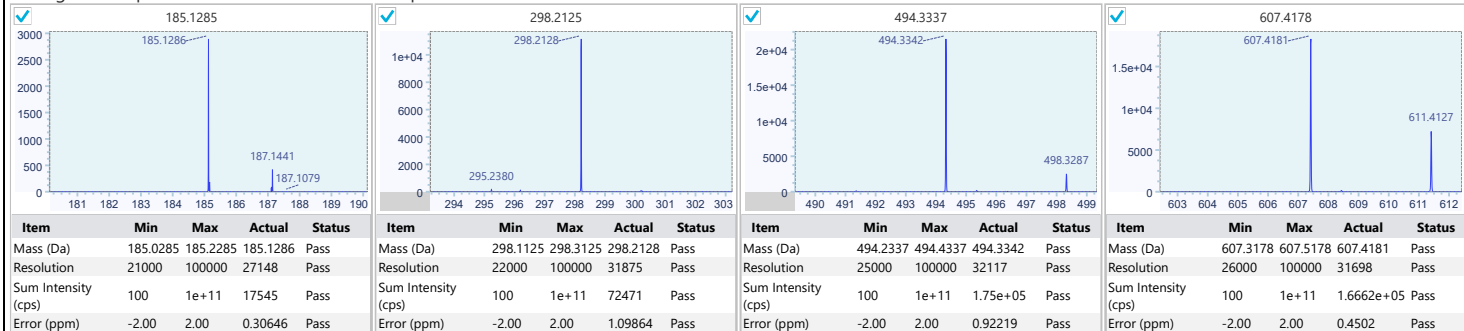 185.1285
3000
2500
2000
1500
1000
500
0
185.1286
187.1441
187.1079
181 182 183 184 185 186 187 188 189 190
Item Min Max Actual Status
Mass (Da) 185.0285 185.2285 185.1286 Pass
Resolution 21000 100000 27148 Pass
Sum Intensity
(cps) 100 1e+11 17545 Pass
Error (ppm) -2.00 2.00 0.30646 Pass
298.2125
1e+04
8000
6000
4000
2000
0
298.2128
295.2380
294 295 296 297 298 299 300 301 302 303
Item Min Max Actual Status
Mass (Da) 298.1125 298.3125 298.2128 Pass
Resolution 22000 100000 31875 Pass
Sum Intensity
(cps) 100 1e+11 72471 Pass
Error (ppm) -2.00 2.00 1.09864 Pass
494.3337
2e+04
1.5e+04
1e+04
5000
0
494.3342
498.3287
490 491 492 493 494 495 496 497 498 499
Item Min Max Actual Status
Mass (Da) 494.2337 494.4337 494.3342 Pass
Resolution 25000 100000 32117 Pass
Sum Intensity
(cps) 100 1e+11 1.75e+05 Pass
Error (ppm) -2.00 2.00 0.92219 Pass
607.4178
1.5e+04
1e+04
5000
0
607.4181
611.4127
603 604 605 606 607 608 609 610 611 612
Item Min Max Actual Status
Mass (Da) 607.3178 607.5178 607.4181 Pass
Resolution 26000 100000 31698 Pass
Sum Intensity
(cps) 100 1e+11 1.6662e+05 Pass
Error (ppm) -2.00 2.00 0.4502 Pass